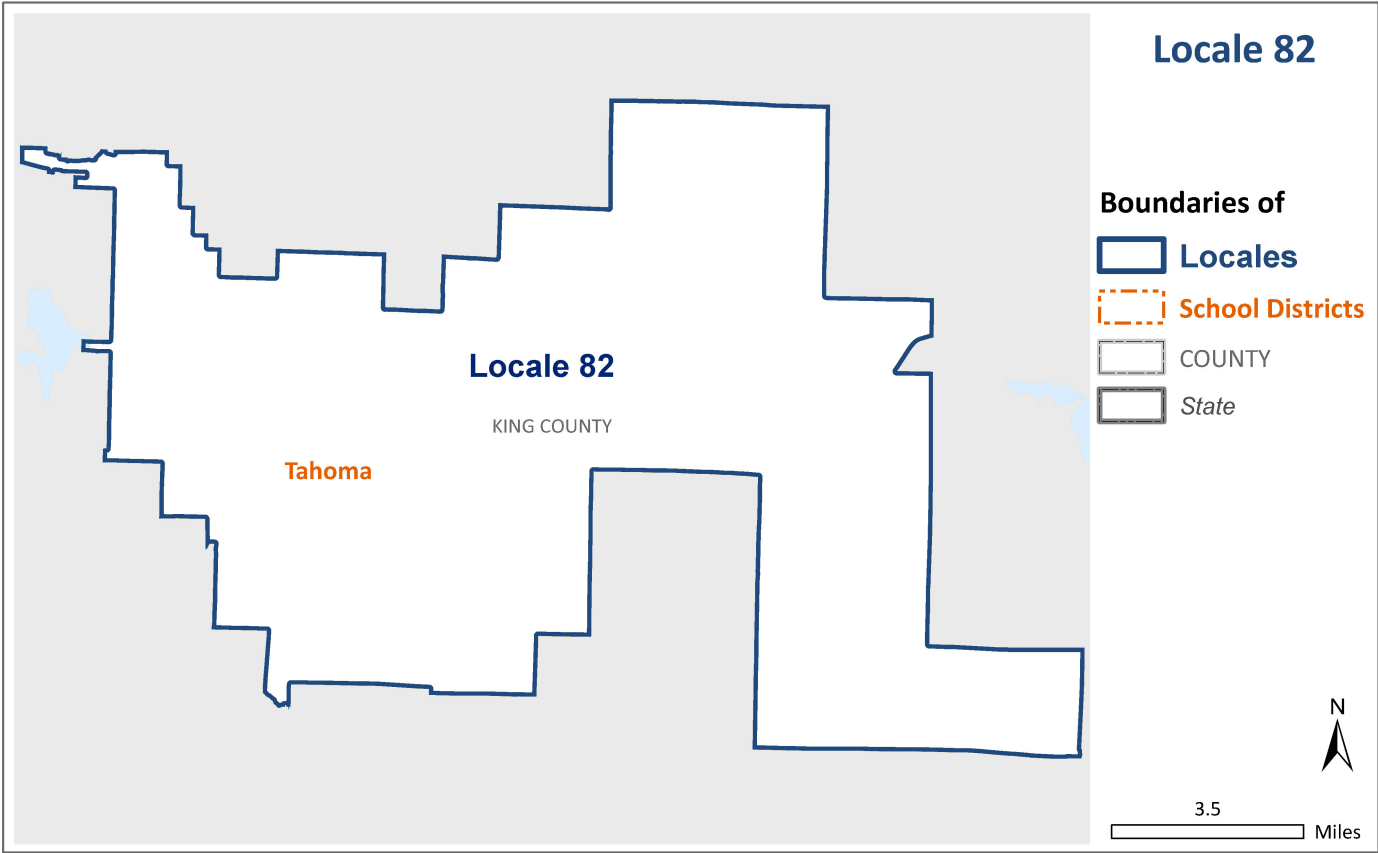 Locale 82
Boundaries of
Locales
School Districts
COUNTY
State
Locale 82
KING COUNTY
Tahoma
N
3.5
Miles